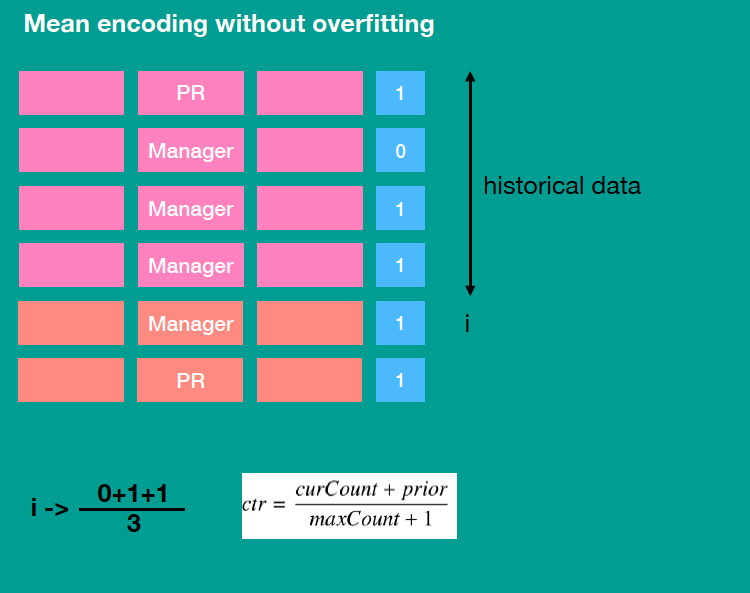 Mean encoding without overfitting
PR 1
Manager 0
Manager 1
historical data
Manager 1
Manager 1
i
PR 1
i -> 0+1+1
3
ctr = curCount + prior
maxCount + 1